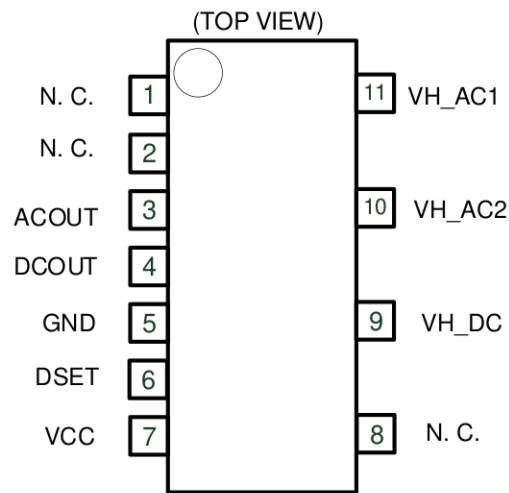 (TOP VIEW)
N. C. 1 11 VH_AC1
N. C. 2
ACOUT 3 10 VH_AC2
DCOUT 4
GND 5 9 VH_DC
DSET 6
VCC 7 8 N. C.